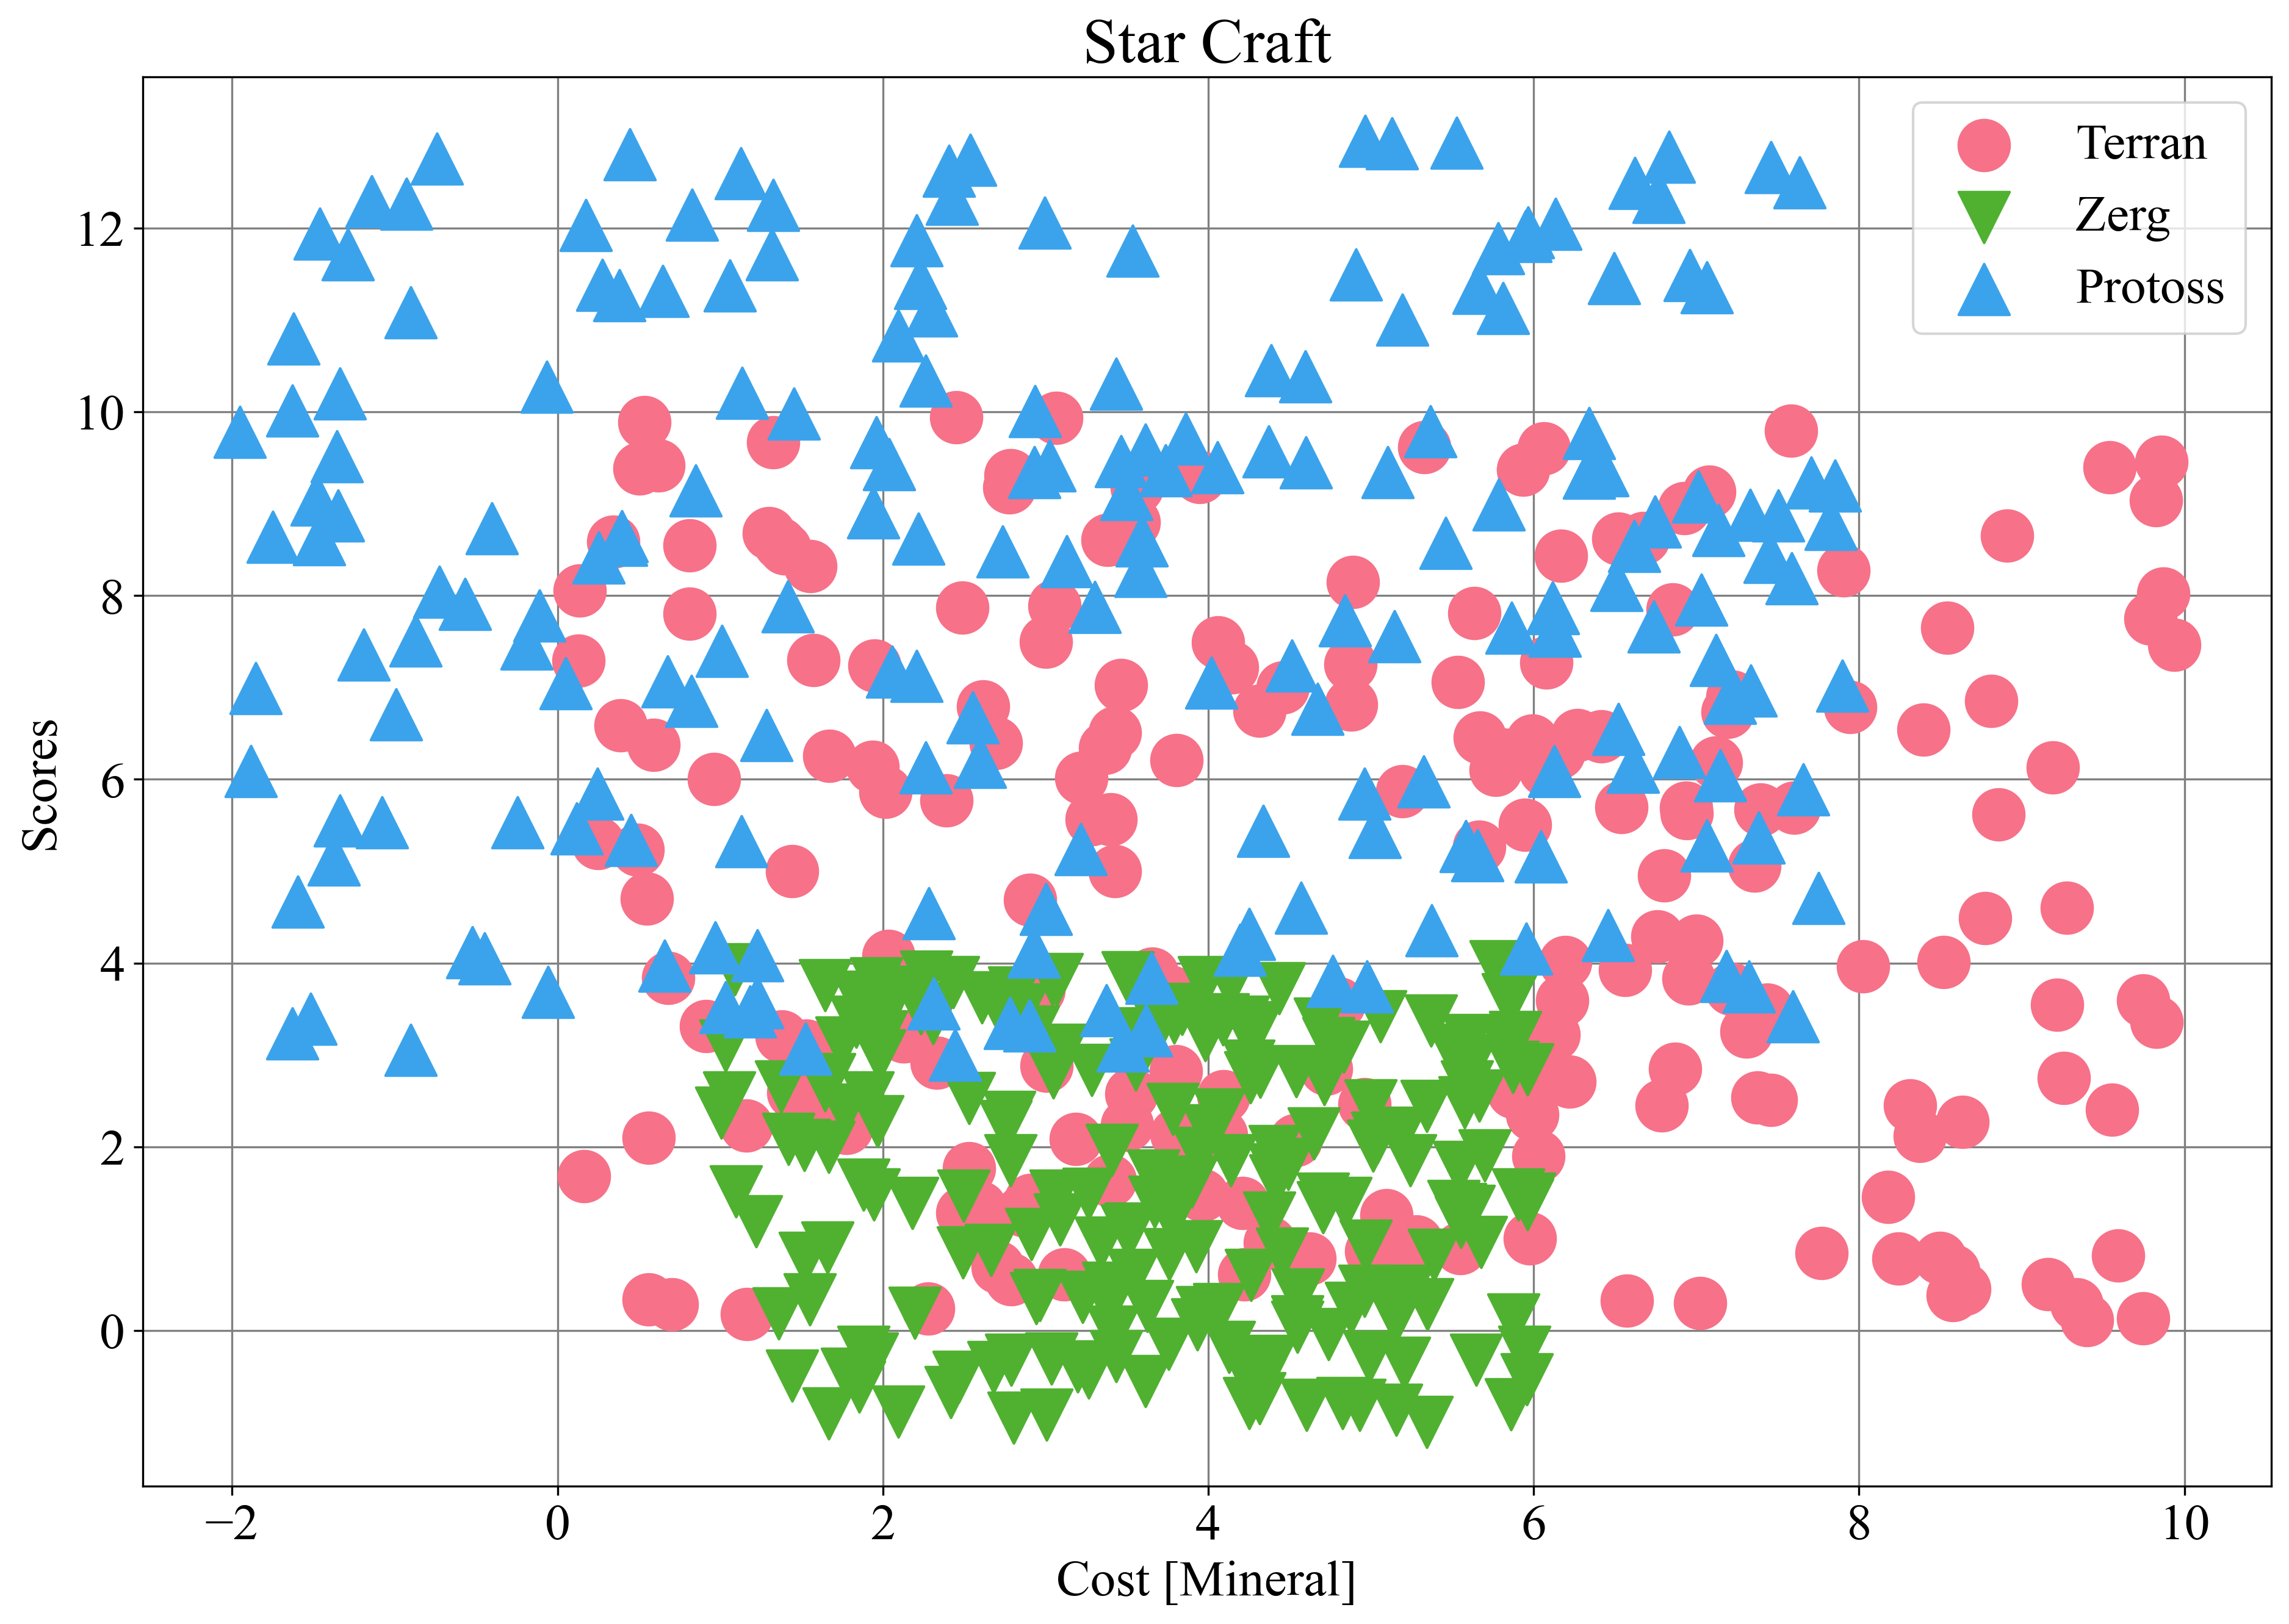 Star Craft
Terran
Zerg
Protoss
12
10
8
6
4
2
0
Scores
−2 0 2 4 6 8 10
Cost [Mineral]